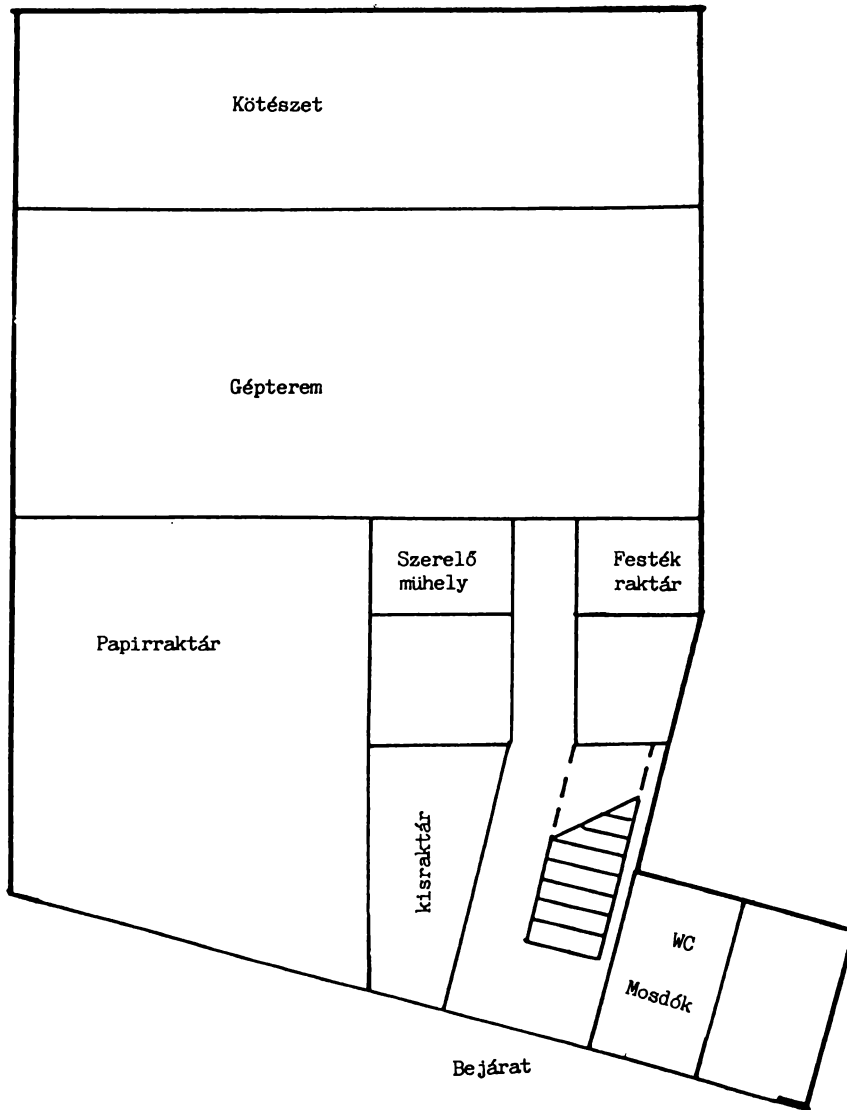 Kötészet
Gépterem
Szerelő
mühely
Festék
raktár
Papirraktár
kisraktár
WC
Mosdók
Bejárat